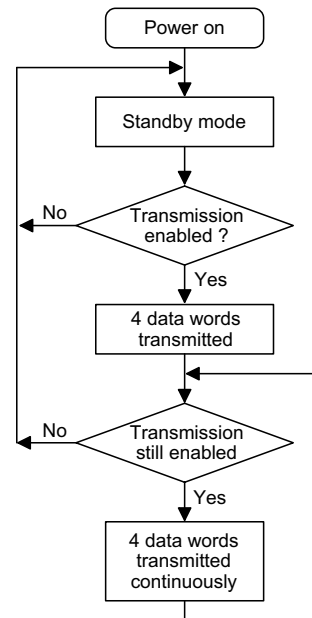 Power on
Standby mode
Transmission
enabled ?
No
Yes
4 data words
transmitted
Transmission
still enabled
No
Yes
4 data words
transmitted
continuously